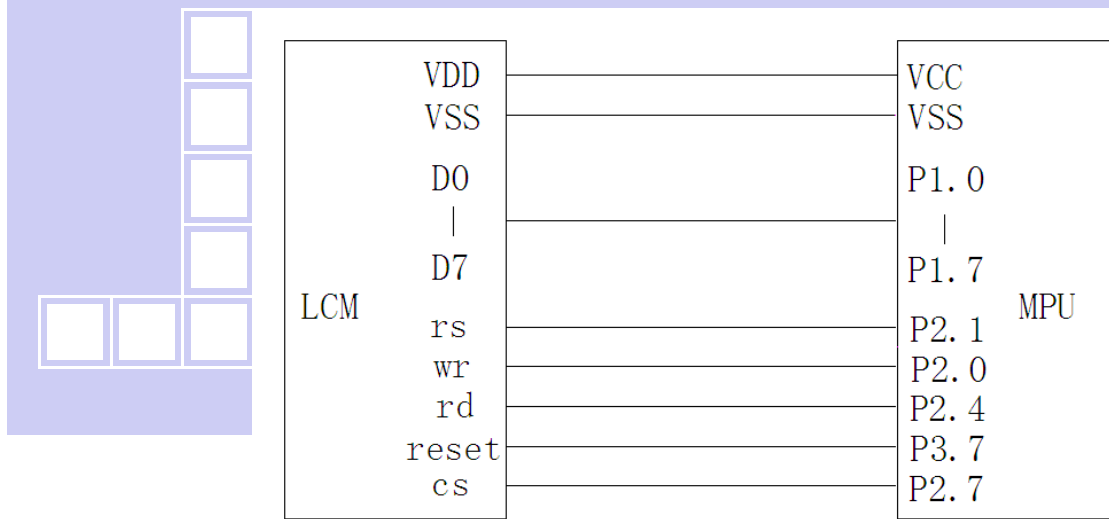 VDD VCC
VSS VSS
D0 P1.0
D7 P1.7
LCM MPU
rs P2.1
wr P2.0
rd P2.4
reset P3.7
cs P2.7